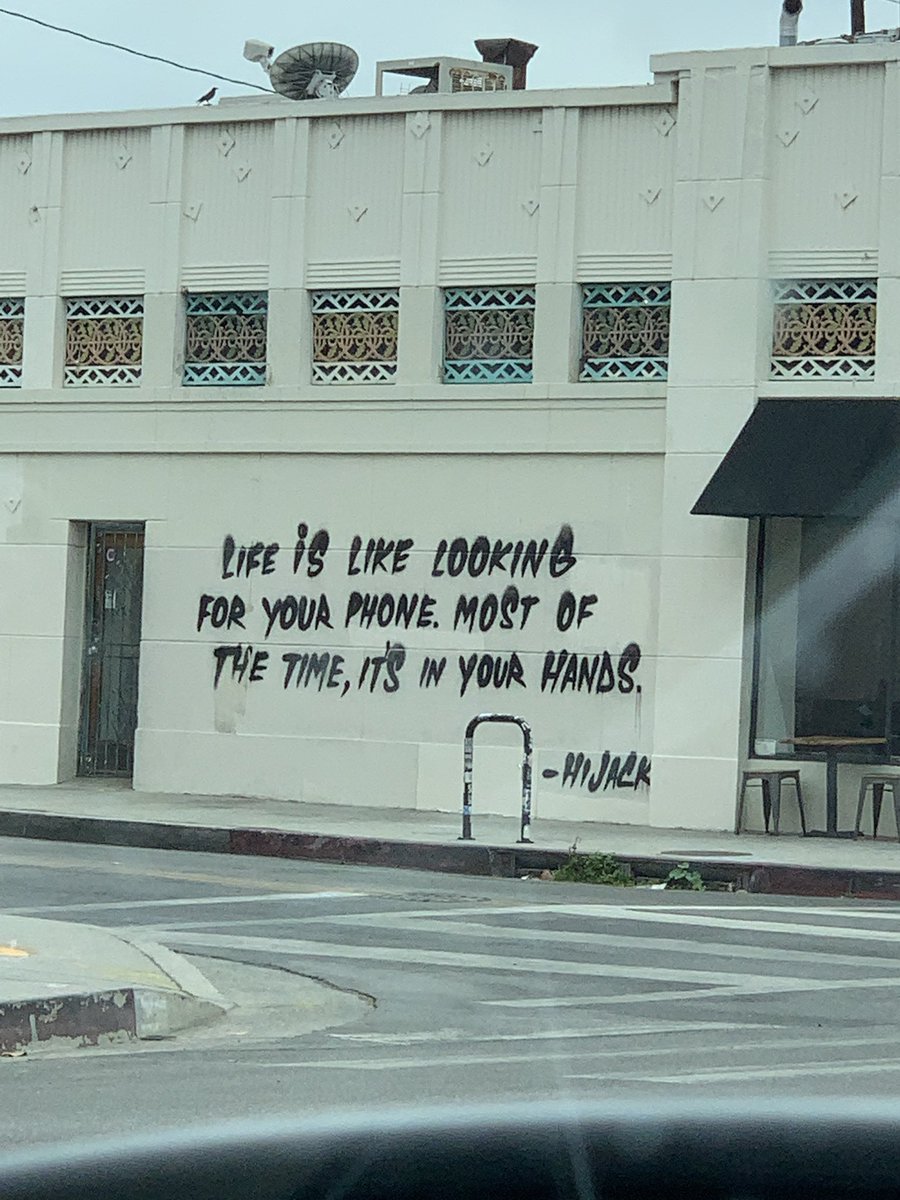 LIFE IS LIKE LOOKING
FOR YOUR PHONE. MOST OF
THE TIME, IT'S IN YOUR HANDS.
-HIJACK